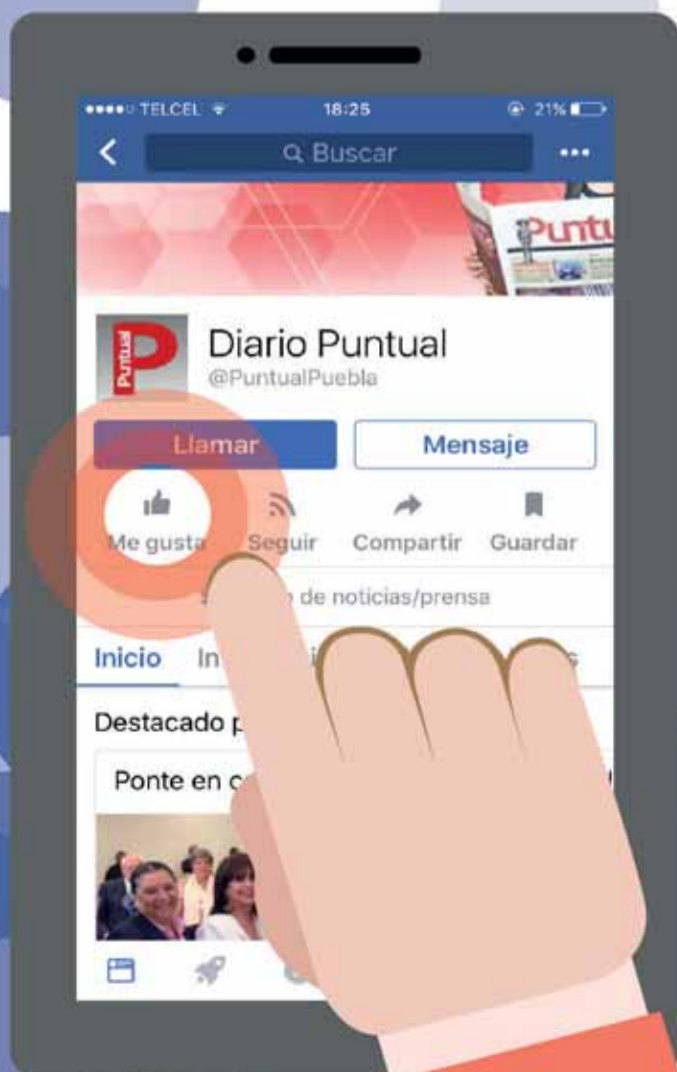 TELCEL 18:25 21%
Buscar
Puntu
Puntual
Diario Puntual
@PuntualPuebla
Llamar Mensaje
Me gusta Seguir Compartir Guardar
de noticias/prensa
Inicio In
Destacado p
Ponte en c